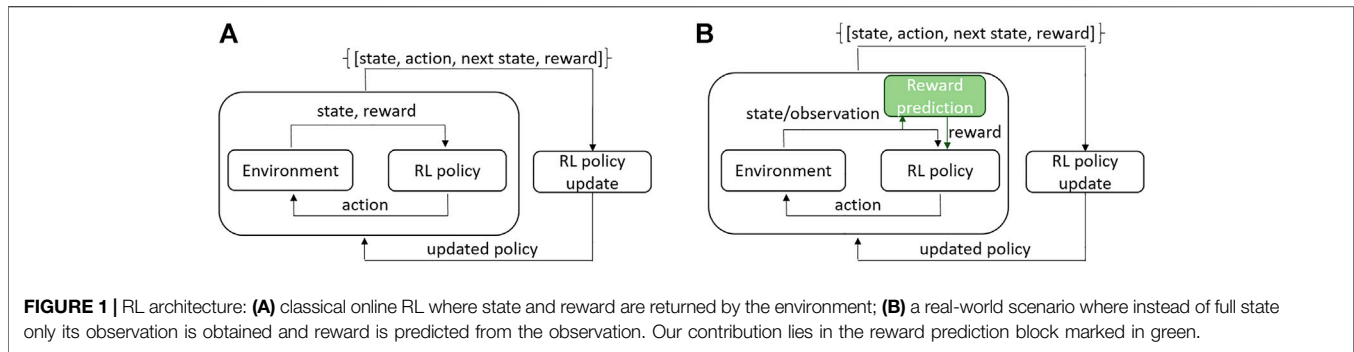 A
{[state, action, next state, reward]}
state, reward
Environment
RL policy
action
RL policy
update
updated policy
B
{[state, action, next state, reward]}
Reward
prediction
state/observation
reward
Environment
RL policy
action
RL policy
update
updated policy
FIGURE 1 | RL architecture: (A) classical online RL where state and reward are returned by the environment; (B) a real-world scenario where instead of full state
only its observation is obtained and reward is predicted from the observation. Our contribution lies in the reward prediction block marked in green.